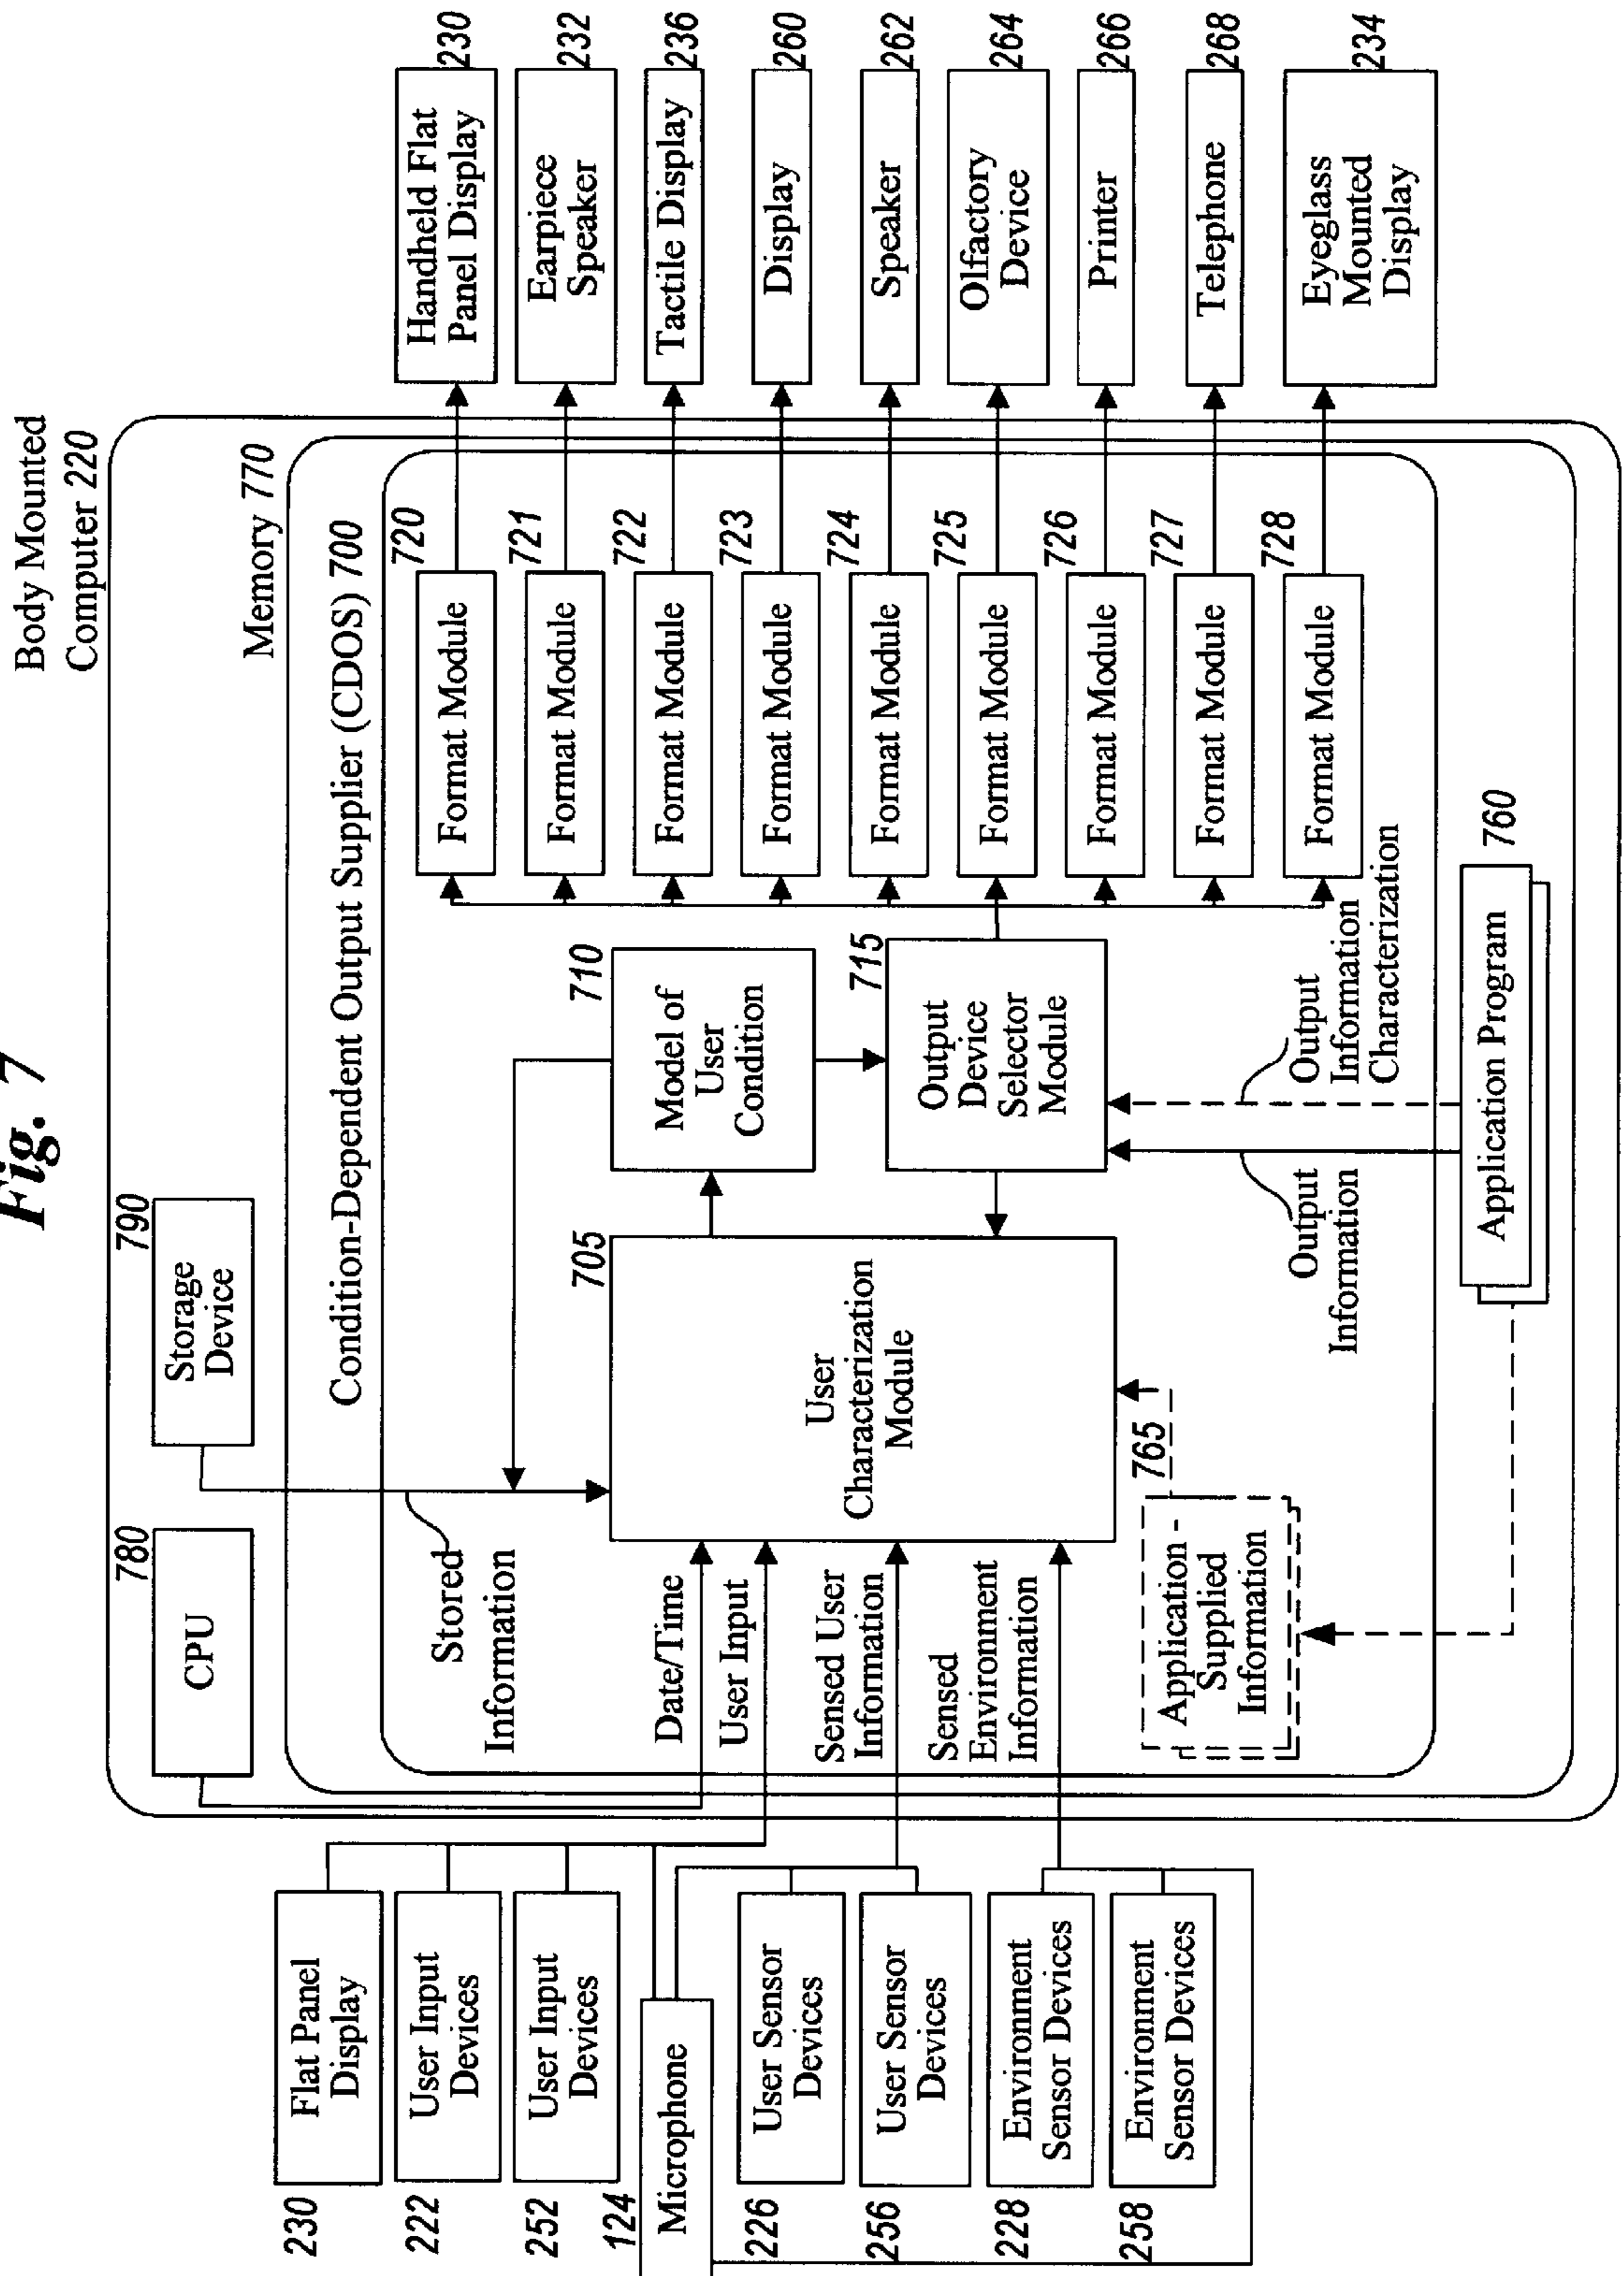 Fig. 7
Body Mounted
Computer 220
Memory 770
780
CPU
790
Storage
Device
Condition-Dependent Output Supplier (CDOS) 700
Stored
Information
Date/Time
User Input
Sensed User
Information
Sensed
Environment
Information
765
Application -
Supplied
Information
705
User
Characterization
Module
710
Model of
User
Condition
715
Output
Device
Selector
Module
Output
Information
Output
Information
Characterization
Application Program
760
720
Format Module
721
Format Module
722
Format Module
723
Format Module
724
Format Module
725
Format Module
726
Format Module
727
Format Module
728
Format Module
230
Flat Panel
Display
222
User Input
Devices
252
User Input
Devices
124
Microphone
226
User Sensor
Devices
256
User Sensor
Devices
228
Environment
Sensor Devices
258
Environment
Sensor Devices
Handheld Flat
Panel Display
230
Earpiece
Speaker
232
Tactile Display
236
Display
260
Speaker
262
Olfactory
Device
264
Printer
266
Telephone
268
Eyeglass
Mounted
Display
234